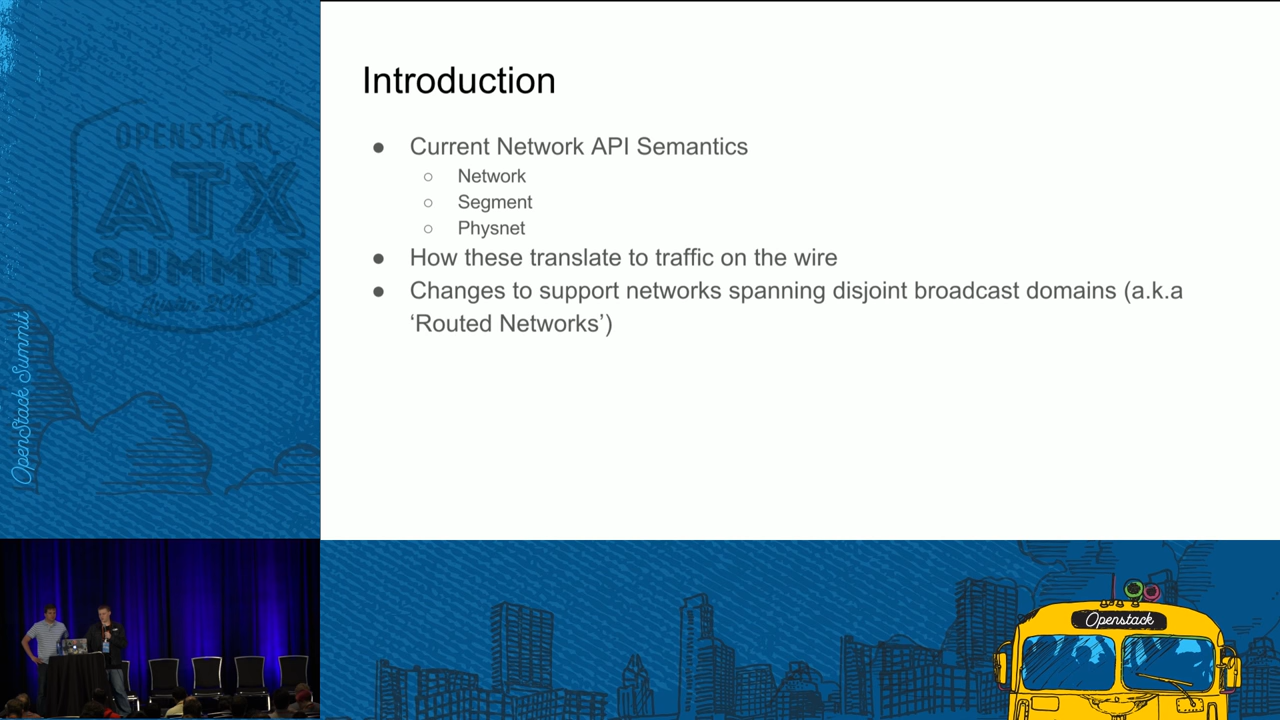 OPENSTACK
ATX
SUMMIT
Austin 2016
OpenStack Summit
Introduction
● Current Network API Semantics
○ Network
○ Segment
○ Physnet
● How these translate to traffic on the wire
● Changes to support networks spanning disjoint broadcast domains (a.k.a
‘Routed Networks’)
Openstack